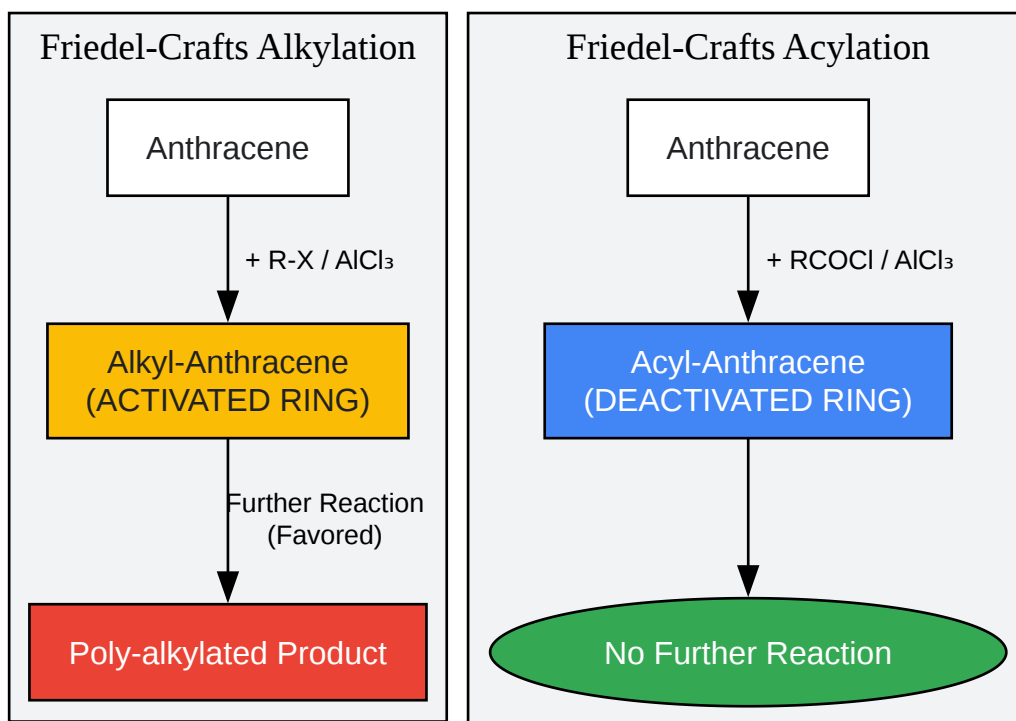 Friedel-Crafts Alkylation
Anthracene
+ R-X / AlCl₃
Alkyl-Anthracene
(ACTIVATED RING)
Further Reaction
(Favored)
Poly-alkylated Product
Friedel-Crafts Acylation
Anthracene
+ RCOCl / AlCl₃
Acyl-Anthracene
(DEACTIVATED RING)
No Further Reaction